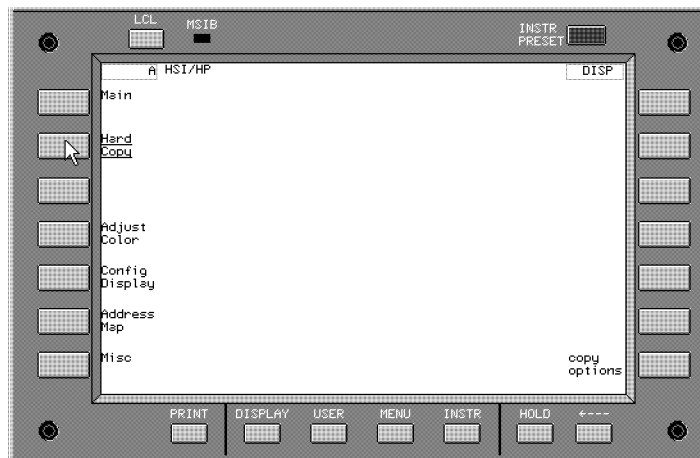 LCL
MSIB
INSTR
PRESET
A HSI/HP
DISP
Main
Hard
Copy
Adjust
Color
Config
Display
Address
Map
Misc
copy
options
PRINT
DISPLAY
USER
MENU
INSTR
HOLD
←---